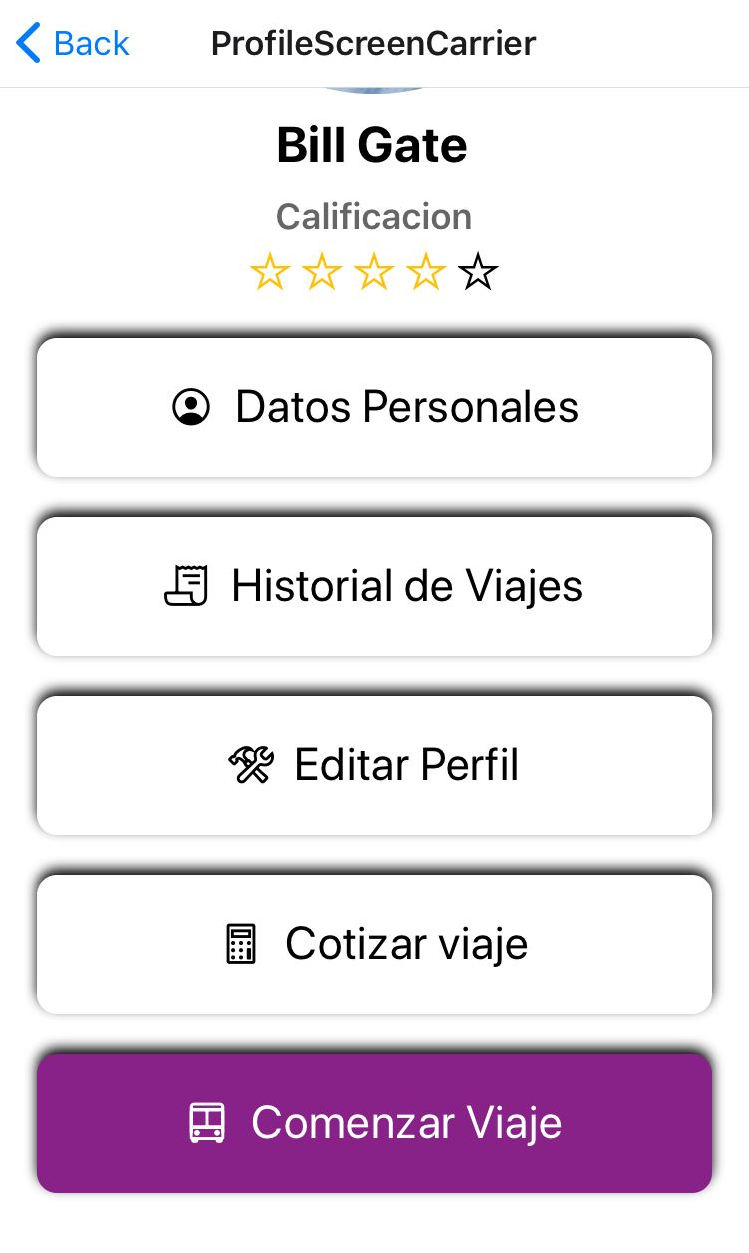 Back
ProfileScreenCarrier
Bill Gate
Calificacion
Datos Personales
Historial de Viajes
Editar Perfil
Cotizar viaje
Comenzar Viaje